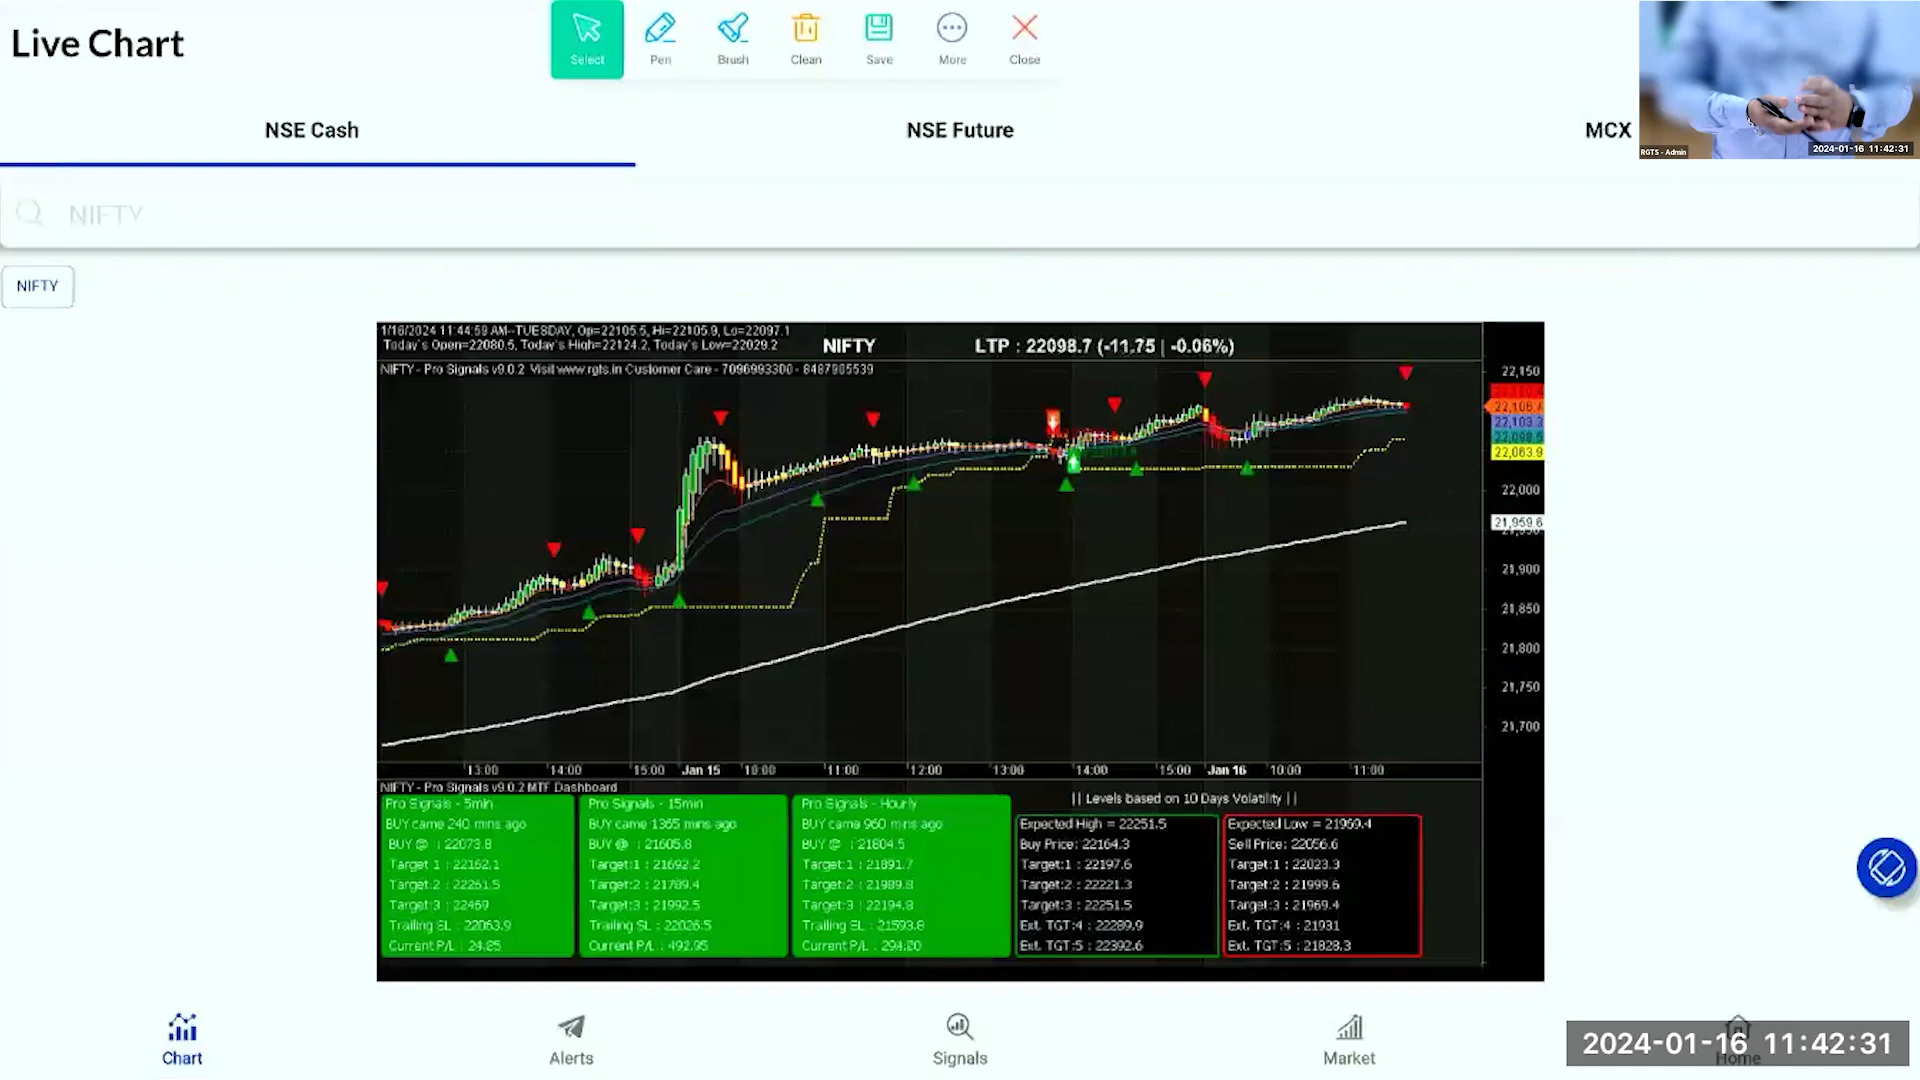 Live Chart
Select
Pen
Brush
Clean
Save
More
Close
NSE Cash
NSE Future
MCX
RGTS - Admin
2024-01-16 11:42:31
NIFTY
NIFTY
1/16/2024 11:44:59 AM--TUESDAY, Op=22105.5, Hi=22105.9, Lo=22097.1
Today's Open=22080.5, Today's High=22124.2, Today's Low=22029.2
NIFTY
LTP : 22098.7 (-11.75 | -0.06%)
NIFTY - Pro Signals v9.0.2 Visit www.rgts.in Customer Care - 7096993300 - 8487905539
22,150
22,106.4
22,103.2
22,098.5
22,063.9
22,000
21,959.6
21,900
21,850
21,800
21,750
21,700
13:00
14:00
15:00
Jan 15
10:00
11:00
12:00
13:00
14:00
15:00
Jan 16
10:00
11:00
NIFTY - Pro Signals v9.0.2 MTF Dashboard
Pro Signals - 5min
BUY came 240 mins ago
BUY @ : 22073.8
Target 1 : 22162.1
Target:2 : 22251.5
Target:3 : 22469
Trailing SL : 22063.9
Current P/L : 24.85
Pro Signals - 15min
BUY came 1365 mins ago
BUY @ : 21605.8
Target:1 : 21692.2
Target:2 : 21789.4
Target:3 : 21992.5
Trailing SL : 22026.5
Current P/L : 492.95
Pro Signals - Hourly
BUY came 960 mins ago
BUY @ : 21804.5
Target:1 : 21891.7
Target:2 : 21989.8
Target:3 : 22194.8
Trailing SL : 21593.8
Current P/L : 294.20
|| Levels based on 10 Days Volatility ||
Expected High = 22251.5
Buy Price: 22164.3
Target:1 : 22197.6
Target:2 : 22221.3
Target:3 : 22251.5
Ext. TGT:4 : 22289.9
Ext. TGT:5 : 22392.6
Expected Low = 21969.4
Sell Price: 22056.6
Target:1 : 22023.3
Target:2 : 21999.6
Target:3 : 21969.4
Ext. TGT:4 : 21931
Ext. TGT:5 : 21828.3
Chart
Alerts
Signals
Market
Home
2024-01-16 11:42:31